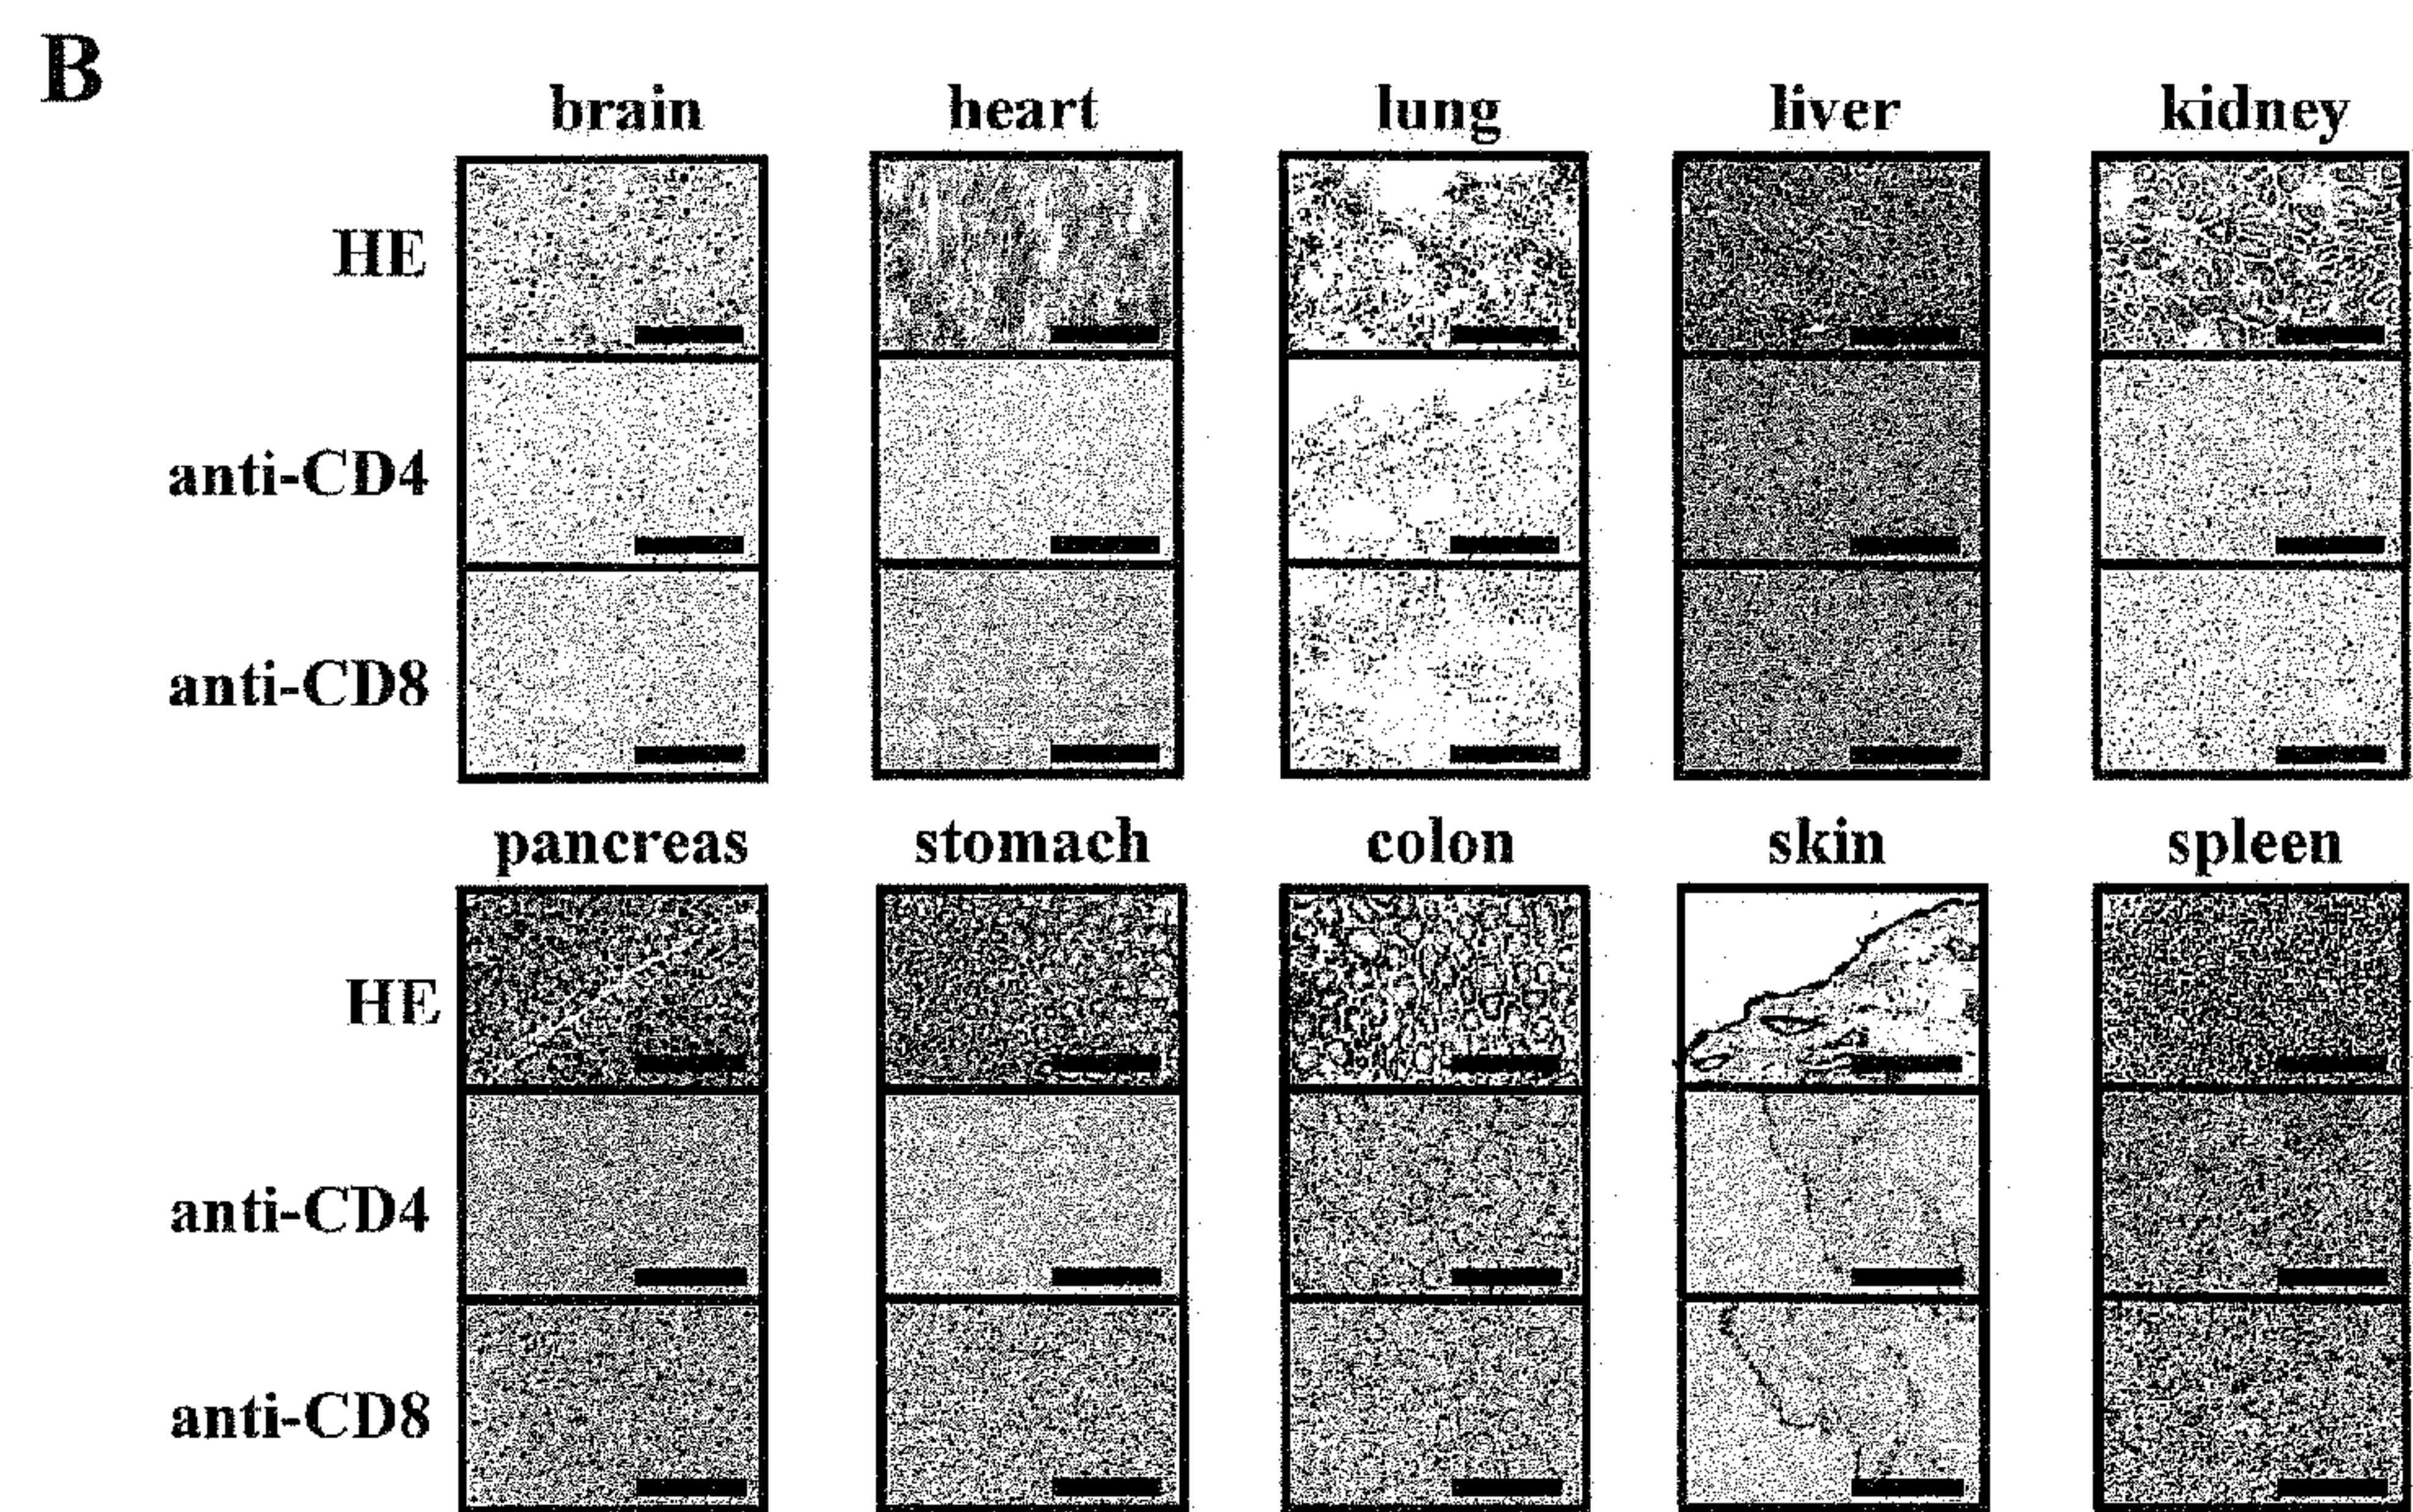 B
brain heart lung liver kidney
HE
anti-CD4
anti-CD8
pancreas stomach colon skin spleen
HE
anti-CD4
anti-CD8